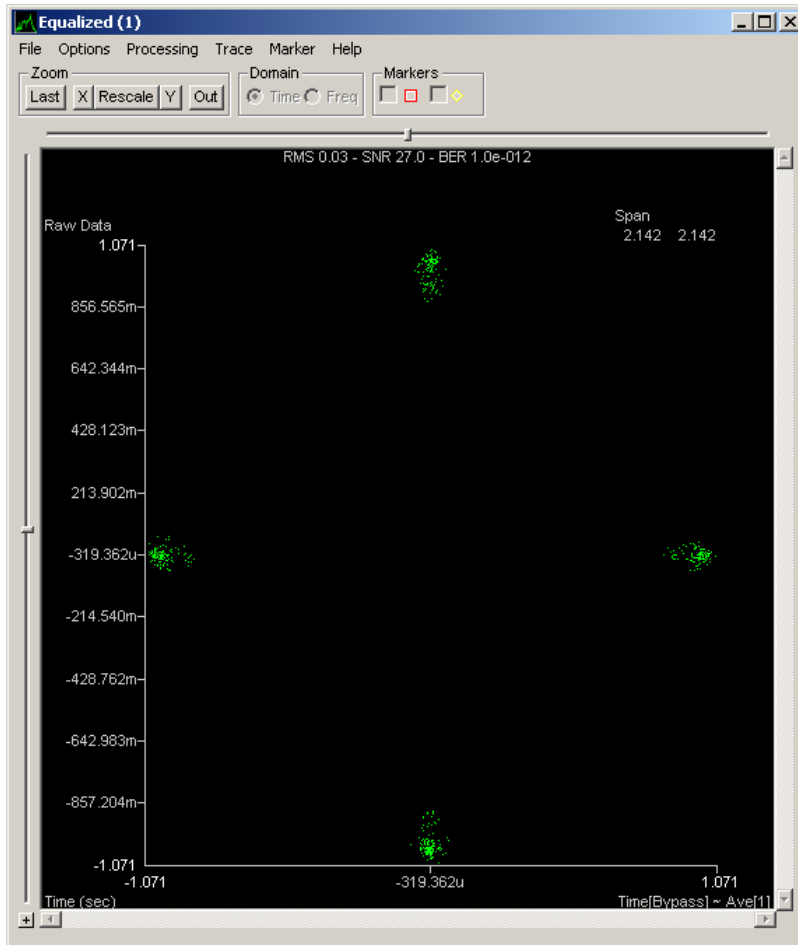 Equalized (1)
File Options Processing Trace Marker Help
Zoom Domain Markers
Last X Rescale Y Out Time Freq
RMS 0.03 - SNR 27.0 - BER 1.0e-012
Span
2.142 2.142
Raw Data
1.071
856.565m
642.344m
428.123m
213.902m
-319.362u
-214.540m
-428.762m
-642.983m
-857.204m
-1.071
-1.071 -319.362u 1.071
Time (sec) Time[Bypass] ~ Ave[1]